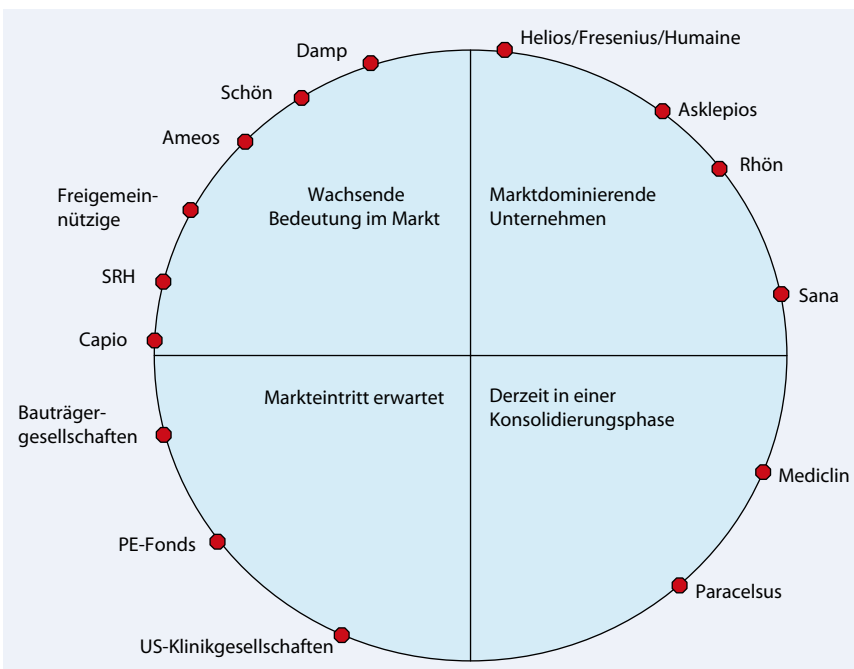 Helios/Fresenius/Humaine
Damp
Schön
Asklepios
Ameos
Rhön
Freigemein-
nützige
Wachsende
Bedeutung im Markt
Marktdominierende
Unternehmen
SRH
Sana
Capio
Bauträger-
gesellschaften
Markteintritt erwartet
Derzeit in einer
Konsolidierungsphase
Mediclin
PE-Fonds
Paracelsus
US-Klinikgesellschaften